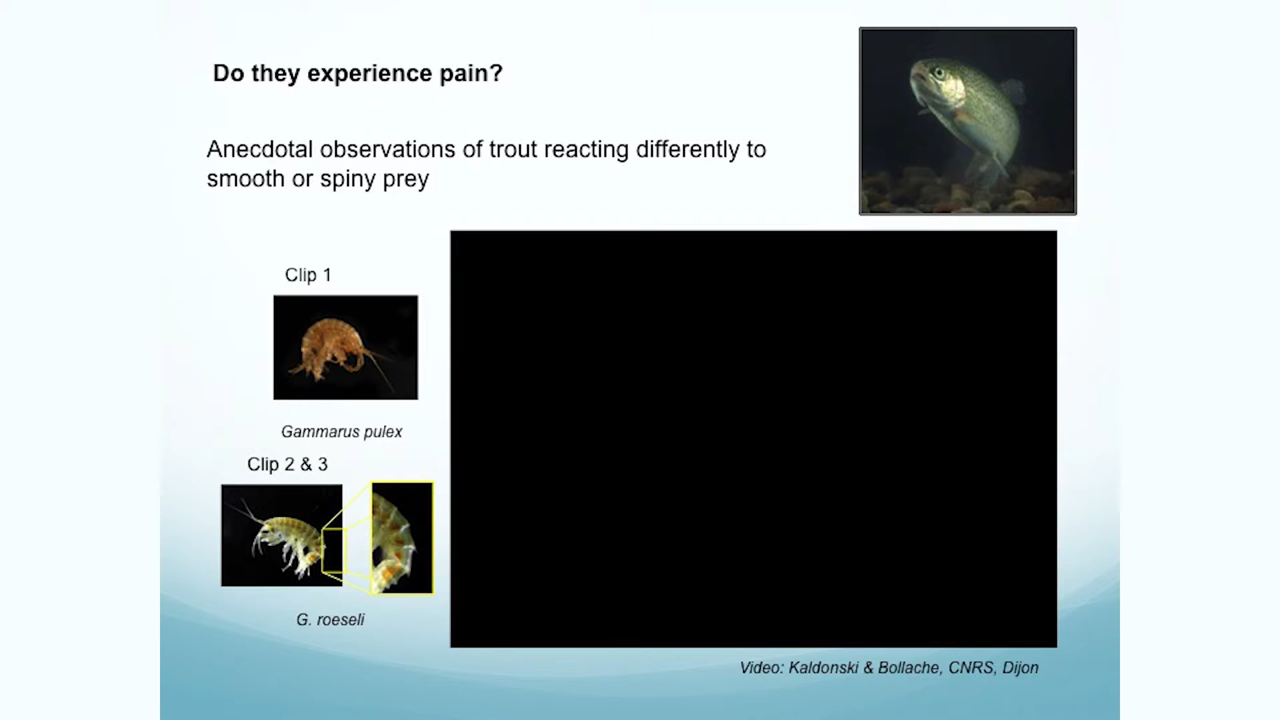 Do they experience pain?
Anecdotal observations of trout reacting differently to
smooth or spiny prey
Clip 1
Gammarus pulex
Clip 2 & 3
G. roeseli
Video: Kaldonski & Bollache, CNRS, Dijon